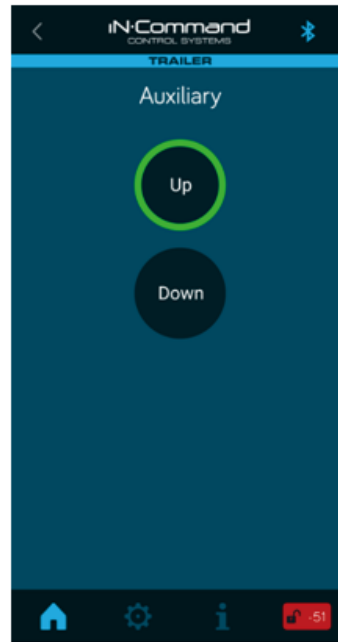 iN·Command
CONTROL SYSTEMS
TRAILER
Auxiliary
Up
Down
-51